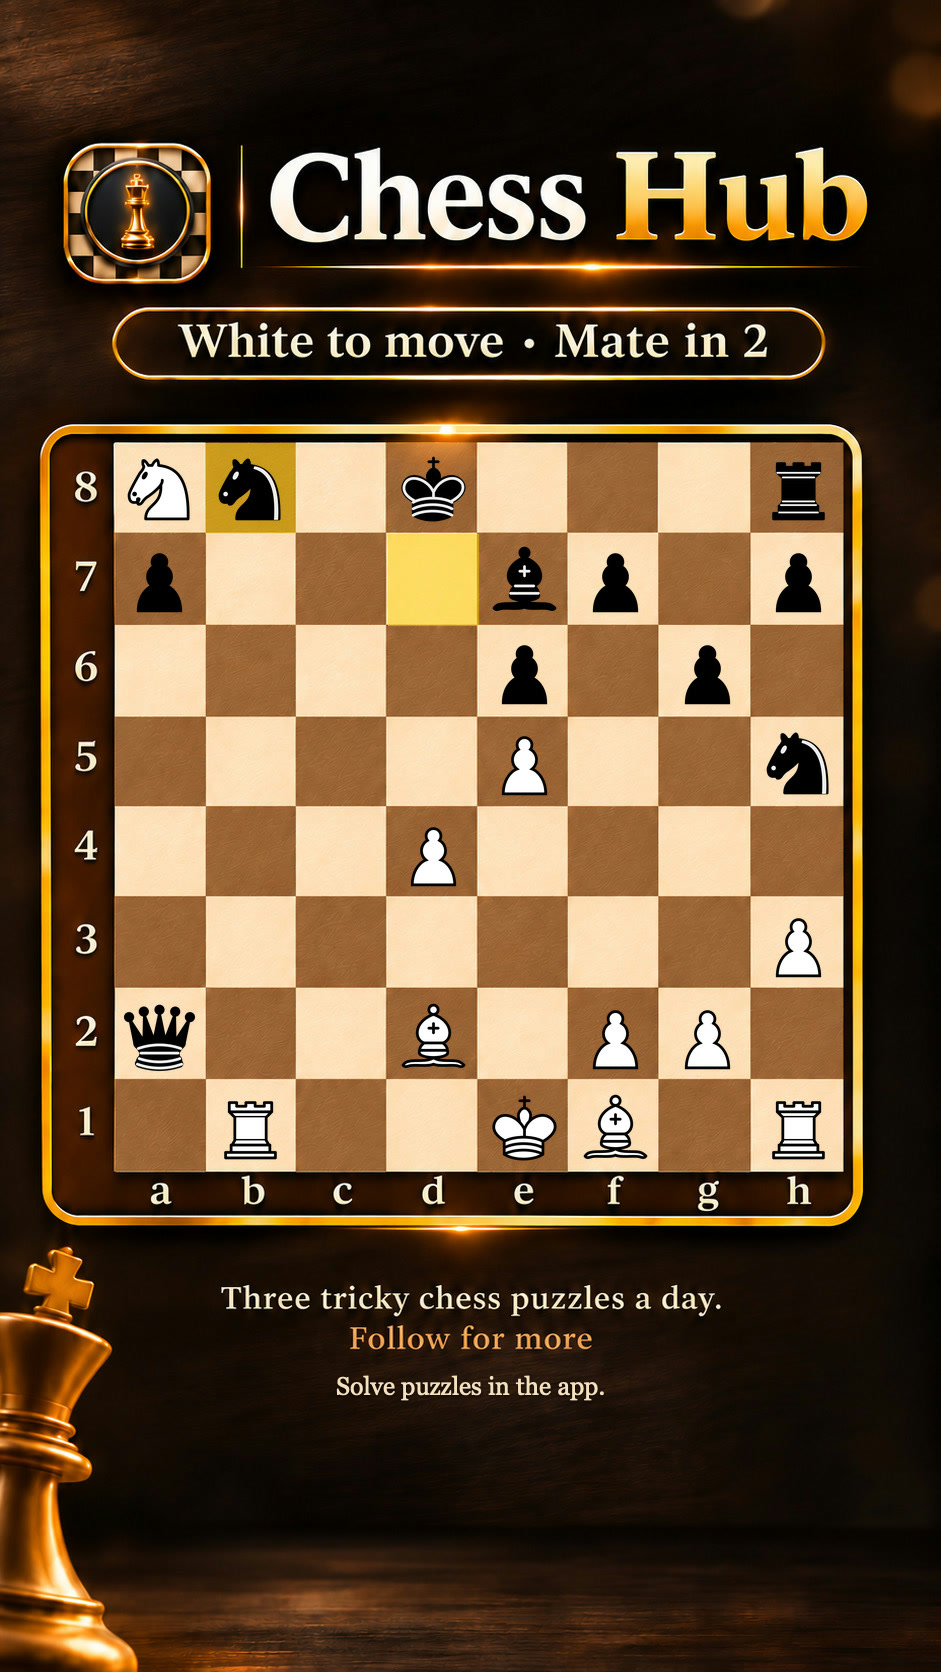 Chess Hub
White to move • Mate in 2
8
7
6
5
4
3
2
1
a b c d e f g h
Three tricky chess puzzles a day.
Follow for more
Solve puzzles in the app.